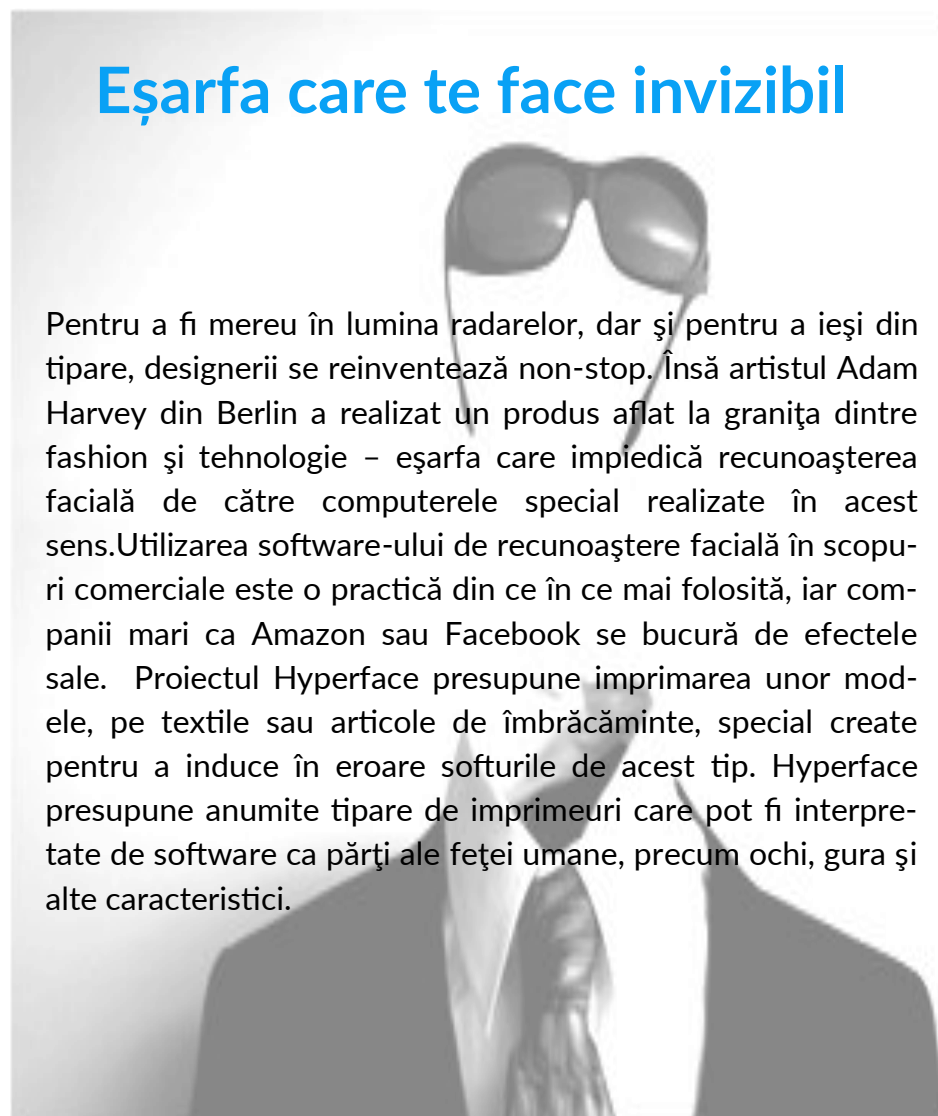 Eșarfa care te face invizibil
Pentru a fi mereu în lumina radarelor, dar şi pentru a ieşi din
tipare, designerii se reinventează non-stop. Însă artistul Adam
Harvey din Berlin a realizat un produs aflat la graniţa dintre
fashion şi tehnologie – eşarfa care impiedică recunoaşterea
facială de către computerele special realizate în acest
sens.Utilizarea software-ului de recunoaştere facială în scopu-
ri comerciale este o practică din ce în ce mai folosită, iar com-
panii mari ca Amazon sau Facebook se bucură de efectele
sale.  Proiectul Hyperface presupune imprimarea unor mod-
ele, pe textile sau articole de îmbrăcăminte, special create
pentru a induce în eroare softurile de acest tip. Hyperface
presupune anumite tipare de imprimeuri care pot fi interpre-
tate de software ca părţi ale feţei umane, precum ochi, gura şi
alte caracteristici.